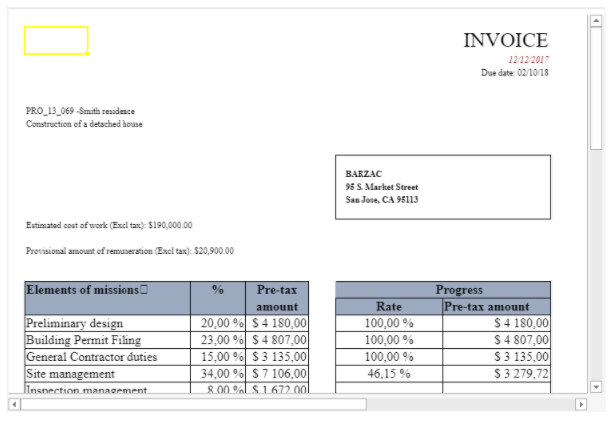 INVOICE
12/12/2017
Due date: 02/10/18
PRO_13_069 -Smith residence
Construction of a detached house
BARZAC
95 S. Market Street
San Jose, CA 95113
Estimated cost of work (Excl tax): $190,000.00
Provisional amount of remuneration (Excl tax): $20,900.00
Elements of missions % Pre-tax amount Progress
Rate Pre-tax amount
Preliminary design 20,00 % $ 4 180,00 100,00 % $ 4 180,00
Building Permit Filing 23,00 % $ 4 807,00 100,00 % $ 4 807,00
General Contractor duties 15,00 % $ 3 135,00 100,00 % $ 3 135,00
Site management 34,00 % $ 7 106,00 46,15 % $ 3 279,72
Inspection management 8,00 % $ 1 672,00